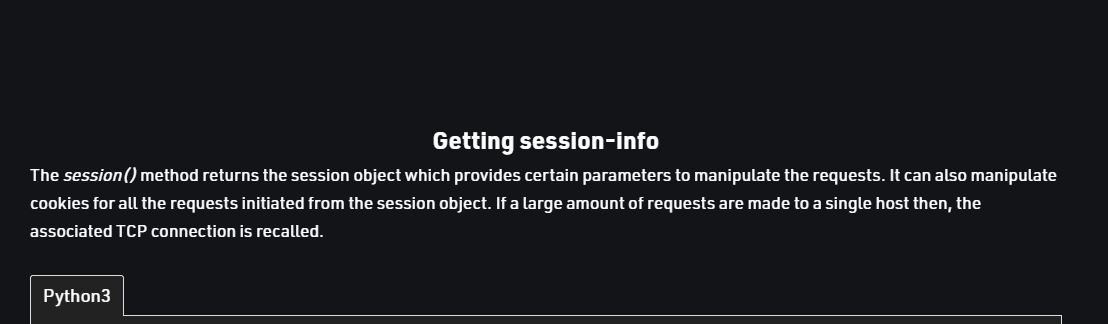 Getting session-info
The session() method returns the session object which provides certain parameters to manipulate the requests. It can also manipulate
cookies for all the requests initiated from the session object. If a large amount of requests are made to a single host then, the
associated TCP connection is recalled.
Python3